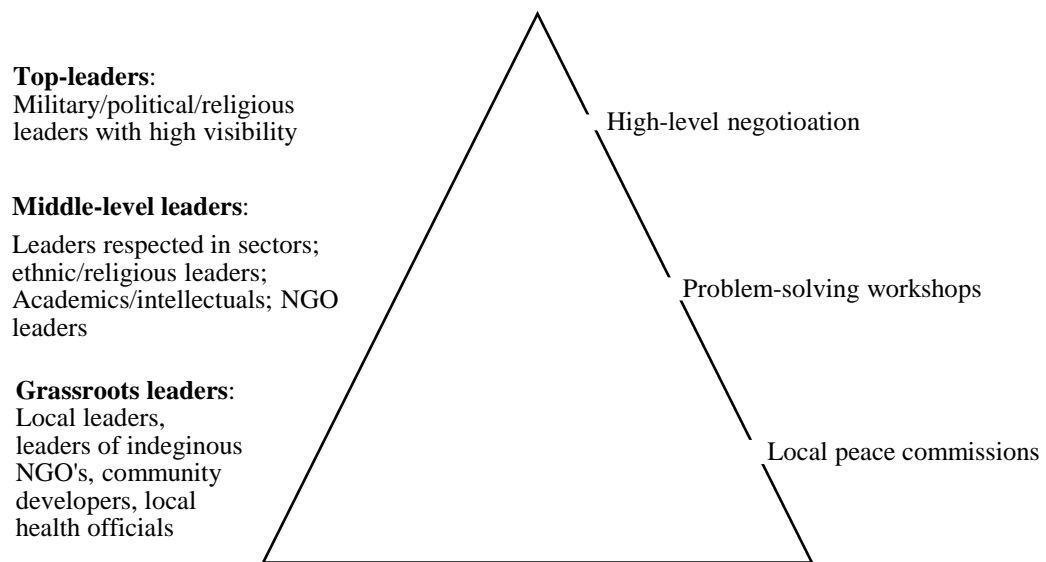 Top-leaders:
Military/political/religious
leaders with high visibility
High-level negotioation
Middle-level leaders:
Leaders respected in sectors;
ethnic/religious leaders;
Academics/intellectuals; NGO
leaders
Problem-solving workshops
Grassroots leaders:
Local leaders,
leaders of indeginous
NGO's, community
developers, local
health officials
Local peace commissions